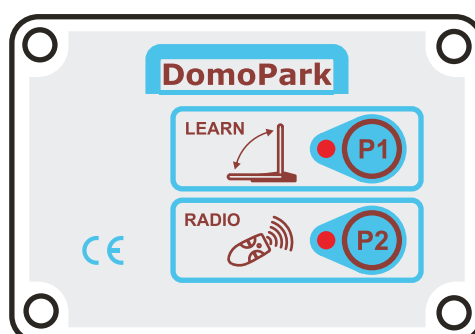 DomoPark
LEARN
P1
RADIO
P2
CE